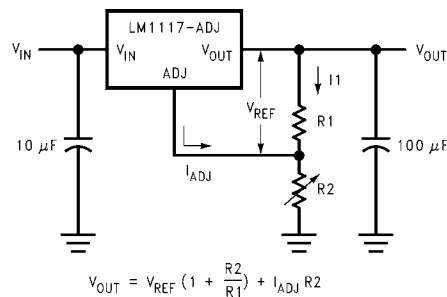 LM1117-ADJ
V_IN
V_IN
V_OUT
V_OUT
ADJ
I1
V_REF
R1
10 µF
100 µF
I_ADJ
R2
V_OUT = V_REF (1 + R2/R1) + I_ADJ R2